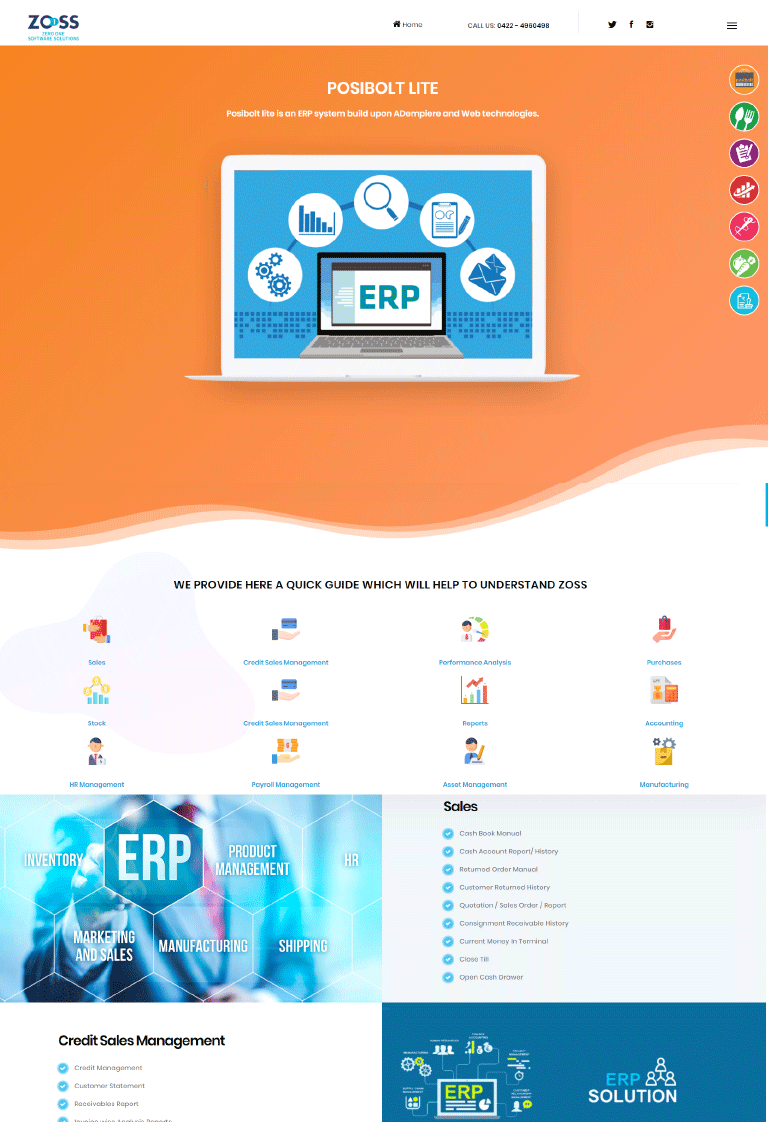 ZOSS
ZERO ONE
SOFTWARE SOLUTIONS
Home
CALL US: 0422 - 4960498
POSIBOLT LITE
Posibolt lite is an ERP system build upon ADempiere and Web technologies.
ERP
WE PROVIDE HERE A QUICK GUIDE WHICH WILL HELP TO UNDERSTAND ZOSS
Sales
Credit Sales Management
Performance Analysis
Purchases
Stock
Credit Sales Management
Reports
Accounting
HR Management
Payroll Management
Asset Management
Manufacturing
INVENTORY
ERP
PRODUCT
MANAGEMENT
HR
MARKETING
AND SALES
MANUFACTURING
SHIPPING
Sales
Cash Book Manual
Cash Account Report/ History
Returned Order Manual
Customer Returned History
Quotation / Sales Order / Report
Consignment Receivable History
Current Money In Terminal
Close Till
Open Cash Drawer
Credit Sales Management
Credit Management
Customer Statement
Receivables Report
Invoice wise Analysis Reports
ERP
ERP
SOLUTION